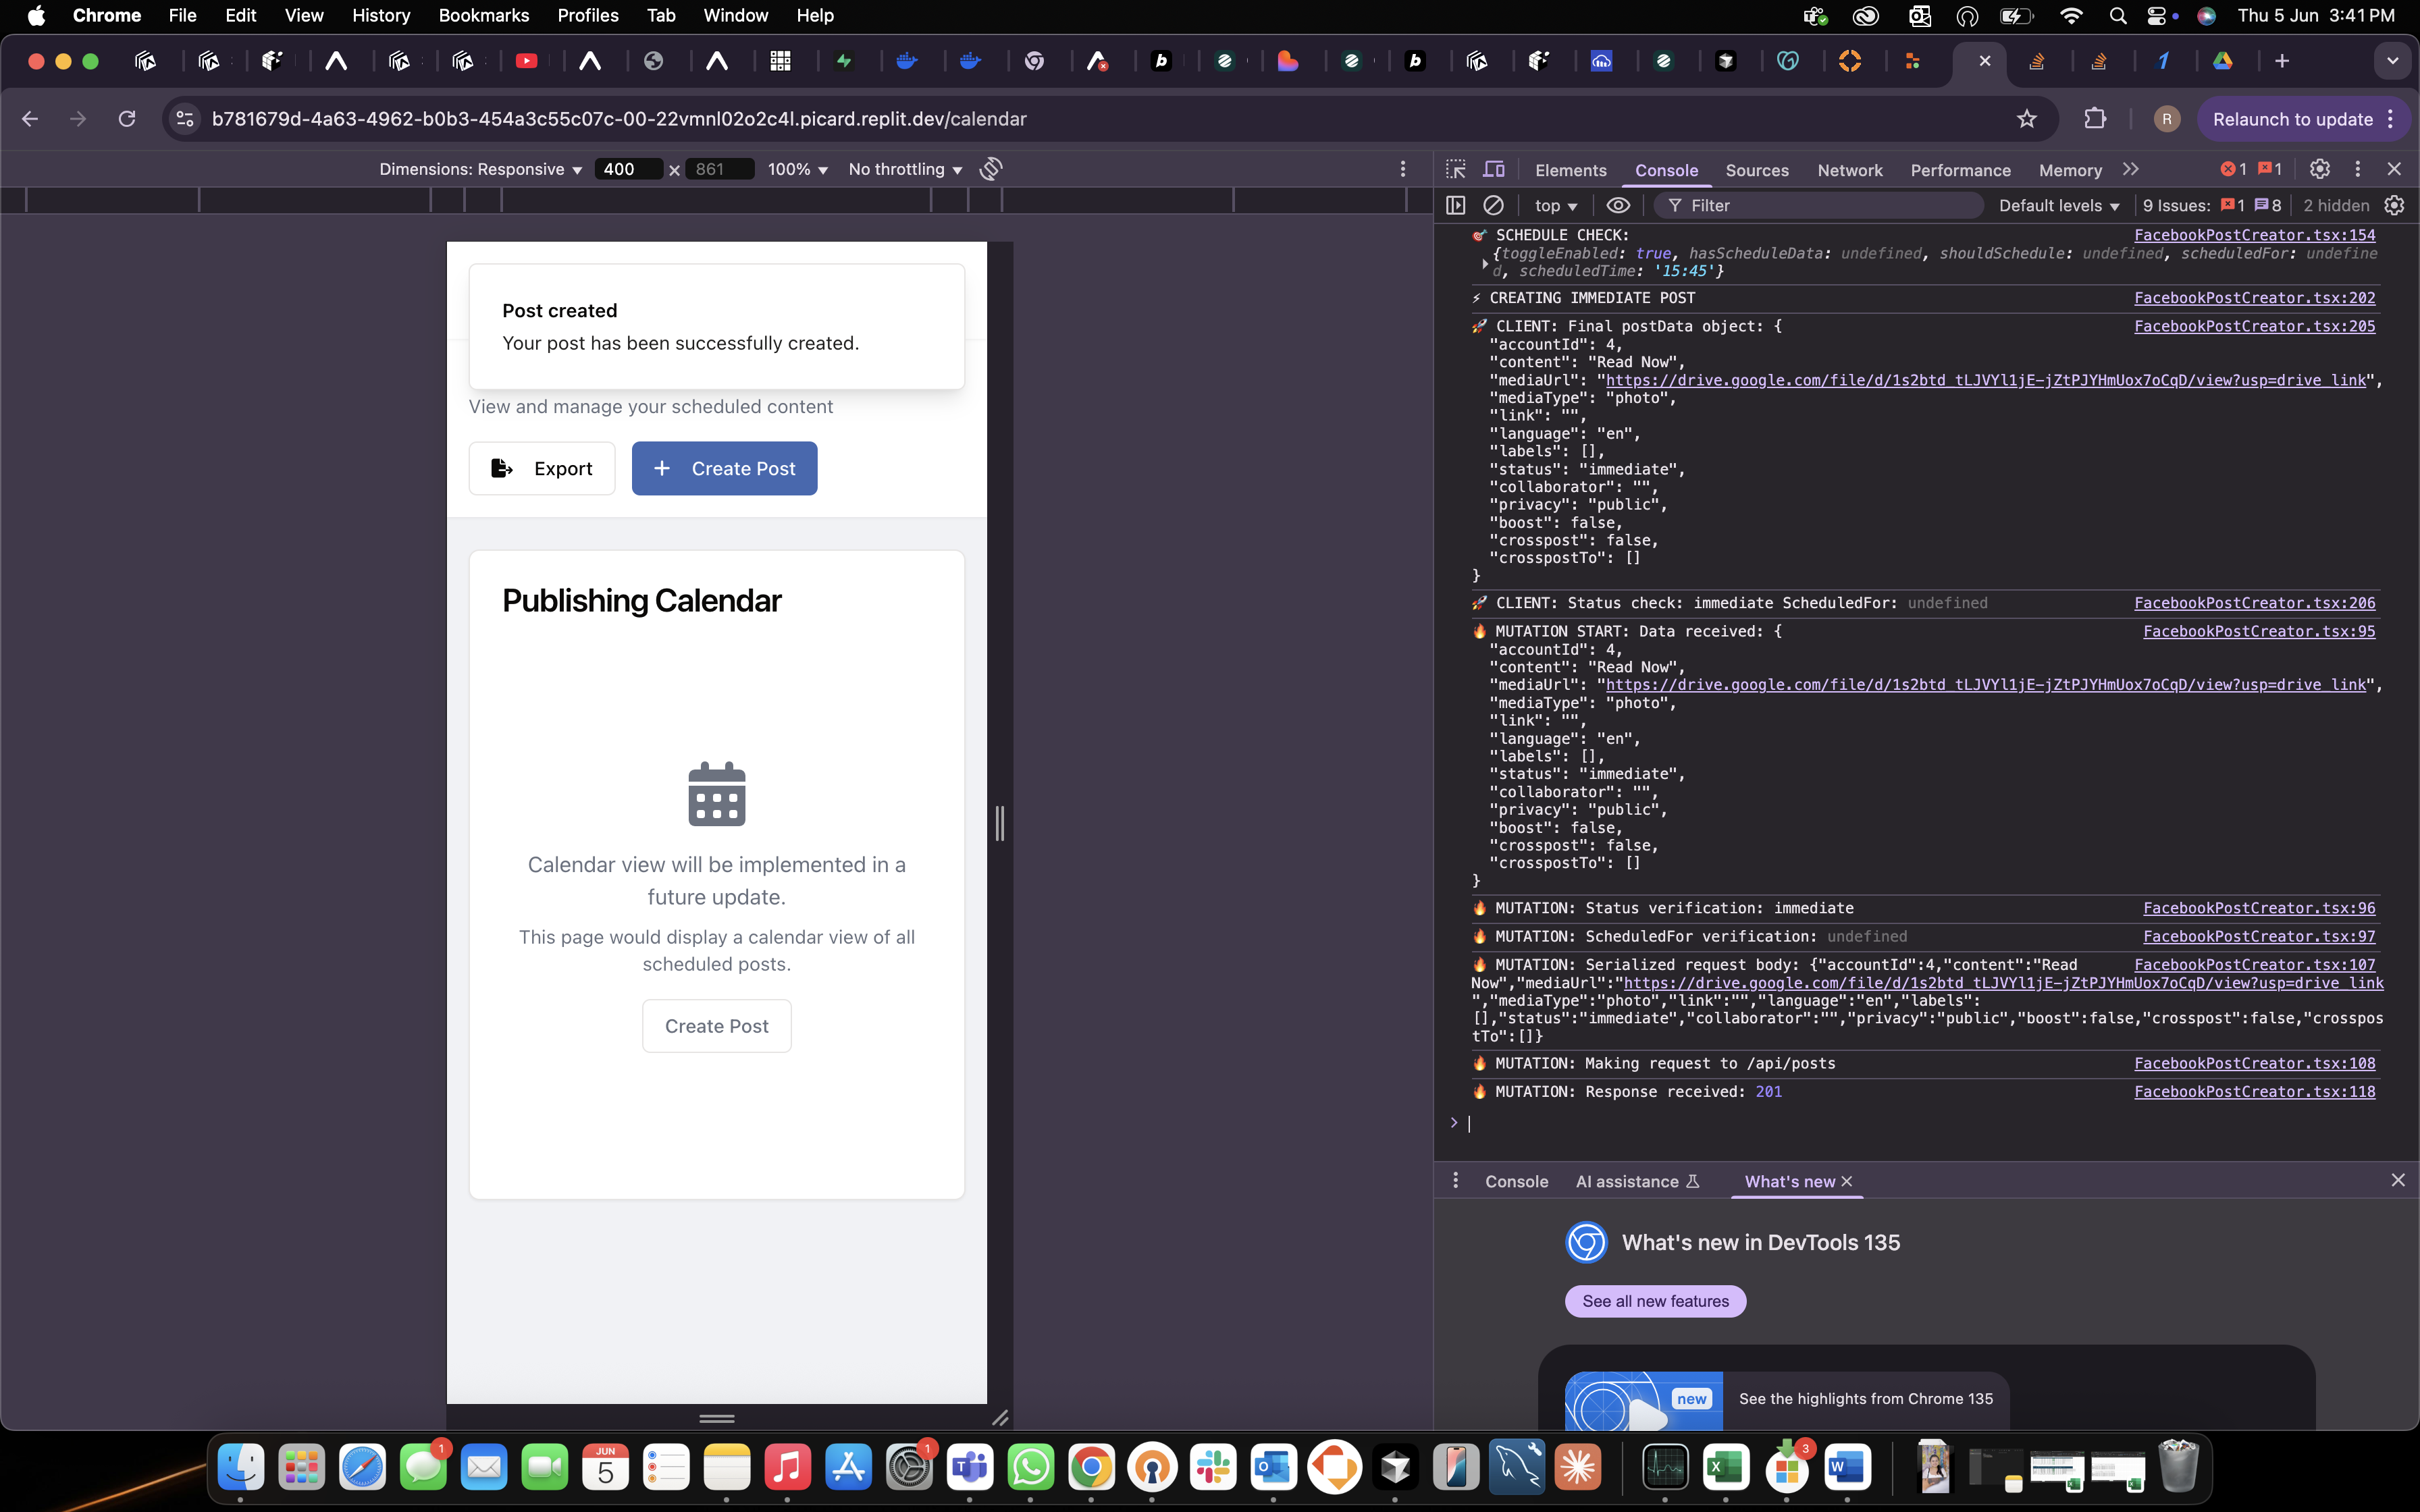 Chrome File Edit View History Bookmarks Profiles Tab Window Help
Thu 5 Jun 3:41 PM
b781679d-4a63-4962-b0b3-454a3c55c07c-00-22vmnl02o2c4l.picard.replit.dev/calendar
R
Relaunch to update
Dimensions: Responsive 400 x 861 100% No throttling
Post created
Your post has been successfully created.
View and manage your scheduled content
Export
+ Create Post
Publishing Calendar
Calendar view will be implemented in a
future update.
This page would display a calendar view of all
scheduled posts.
Create Post
Elements Console Sources Network Performance Memory 1 1
top Filter Default levels 9 Issues: 1 8 2 hidden
🎯 SCHEDULE CHECK: FacebookPostCreator.tsx:154
{toggleEnabled: true, hasScheduleData: undefined, shouldSchedule: undefined, scheduledFor: undefine
d, scheduledTime: '15:45'}
⚡ CREATING IMMEDIATE POST FacebookPostCreator.tsx:202
🚀 CLIENT: Final postData object: { FacebookPostCreator.tsx:205
"accountId": 4,
"content": "Read Now",
"mediaUrl": "https://drive.google.com/file/d/1s2btd_tLJVYl1jE-jZtPJYHmUox7oCqD/view?usp=drive_link",
"mediaType": "photo",
"link": "",
"language": "en",
"labels": [],
"status": "immediate",
"collaborator": "",
"privacy": "public",
"boost": false,
"crosspost": false,
"crosspostTo": []
}
🚀 CLIENT: Status check: immediate ScheduledFor: undefined FacebookPostCreator.tsx:206
🔥 MUTATION START: Data received: { FacebookPostCreator.tsx:95
"accountId": 4,
"content": "Read Now",
"mediaUrl": "https://drive.google.com/file/d/1s2btd_tLJVYl1jE-jZtPJYHmUox7oCqD/view?usp=drive_link",
"mediaType": "photo",
"link": "",
"language": "en",
"labels": [],
"status": "immediate",
"collaborator": "",
"privacy": "public",
"boost": false,
"crosspost": false,
"crosspostTo": []
}
🔥 MUTATION: Status verification: immediate FacebookPostCreator.tsx:96
🔥 MUTATION: ScheduledFor verification: undefined FacebookPostCreator.tsx:97
🔥 MUTATION: Serialized request body: {"accountId":4,"content":"Read FacebookPostCreator.tsx:107
Now","mediaUrl":"https://drive.google.com/file/d/1s2btd_tLJVYl1jE-jZtPJYHmUox7oCqD/view?usp=drive_link
","mediaType":"photo","link":"","language":"en","labels":
[],"status":"immediate","collaborator":"","privacy":"public","boost":false,"crosspost":false,"crosspos
tTo":[]}
🔥 MUTATION: Making request to /api/posts FacebookPostCreator.tsx:108
🔥 MUTATION: Response received: 201 FacebookPostCreator.tsx:118
Console AI assistance What's new
What's new in DevTools 135
See all new features
new
See the highlights from Chrome 135
1
JUN
5
1
3